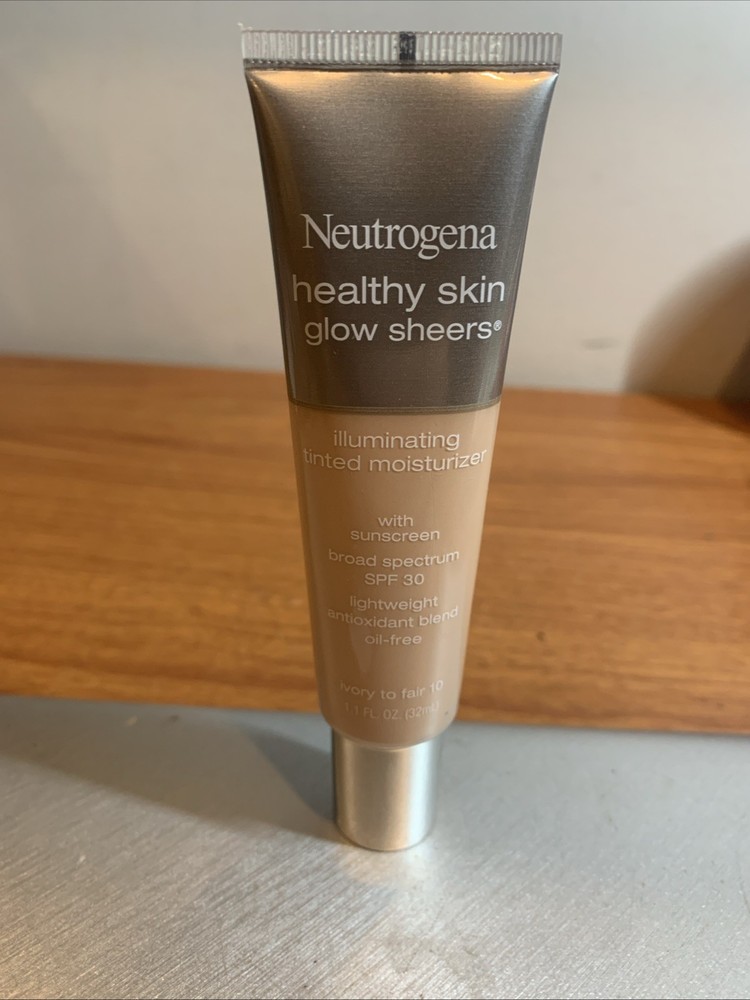 Neutrogena
healthy skin
glow sheers®
illuminating
tinted moisturizer
with
sunscreen
broad spectrum
SPF 30
lightweight
antioxidant blend
oil-free
ivory to fair 10
1.1 FL. OZ. (32mL)